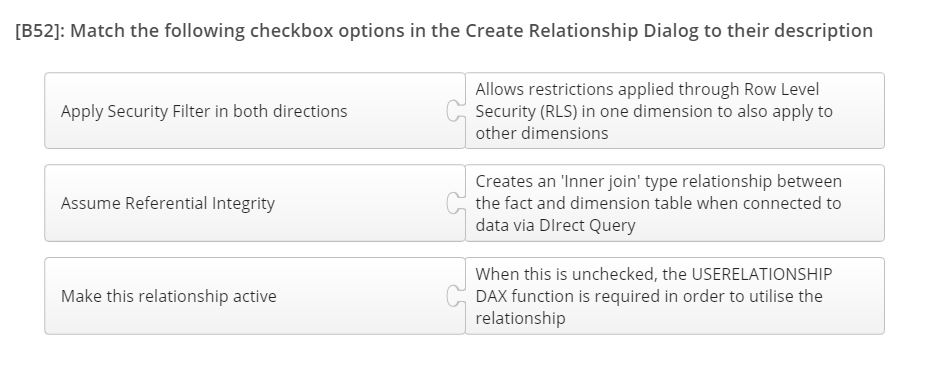 [B52]: Match the following checkbox options in the Create Relationship Dialog to their description
Apply Security Filter in both directions
Allows restrictions applied through Row Level
Security (RLS) in one dimension to also apply to
other dimensions
Assume Referential Integrity
Creates an 'Inner join' type relationship between
the fact and dimension table when connected to
data via DIrect Query
Make this relationship active
When this is unchecked, the USERELATIONSHIP
DAX function is required in order to utilise the
relationship